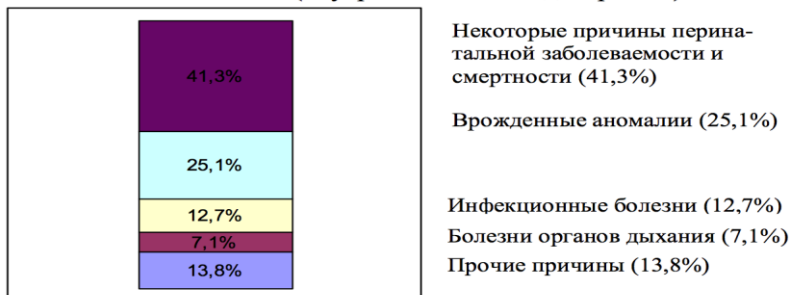 41,3%
25,1%
12,7%
7,1%
13,8%
Некоторые причины перина-
тальной заболеваемости и
смертности (41,3%)
Врожденные аномалии (25,1%)
Инфекционные болезни (12,7%)
Болезни органов дыхания (7,1%)
Прочие причины (13,8%)